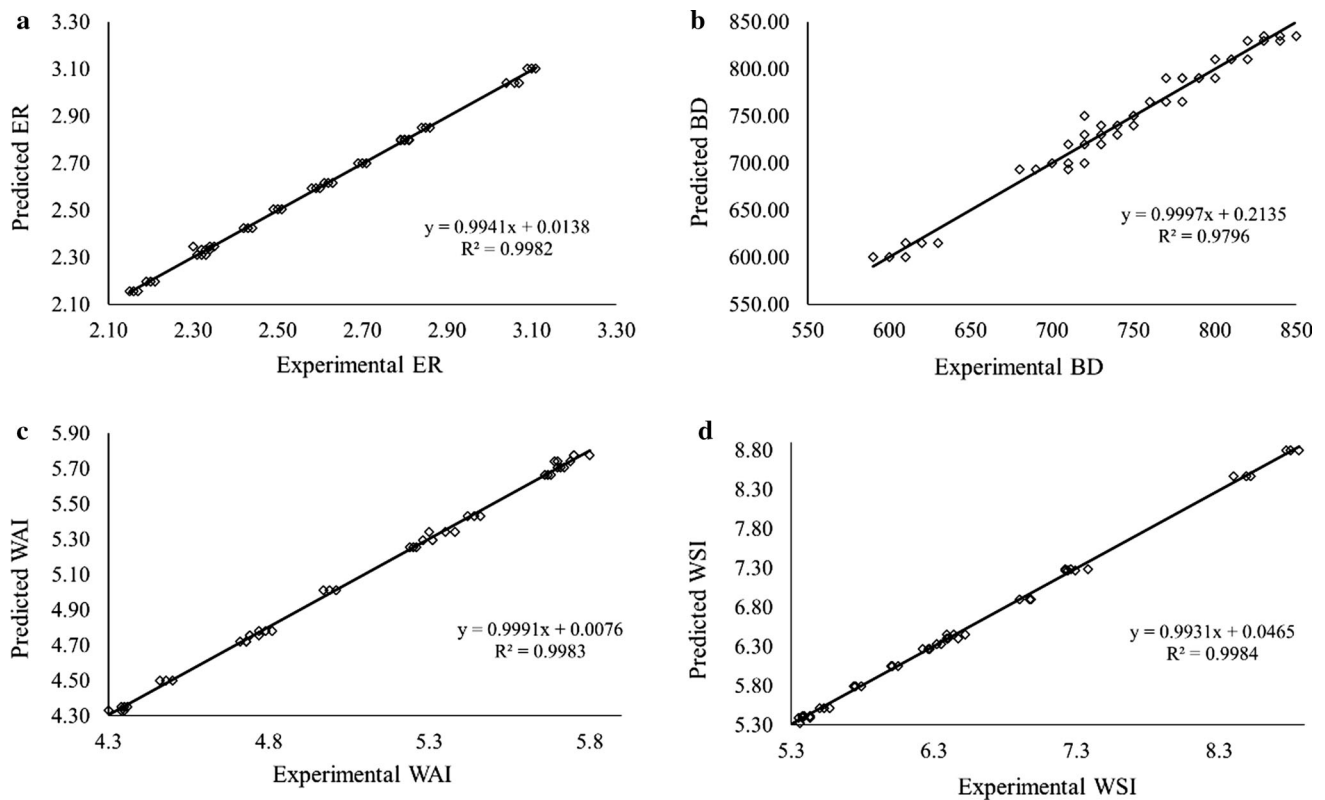 a
3.30
3.10
2.90
2.70
2.50
2.30
2.10
Predicted ER
y = 0.9941x + 0.0138
R² = 0.9982
2.10 2.30 2.50 2.70 2.90 3.10 3.30
Experimental ER
b
850.00
800.00
750.00
700.00
650.00
600.00
550.00
Predicted BD
y = 0.9997x + 0.2135
R² = 0.9796
550 600 650 700 750 800 850
Experimental BD
c
5.90
5.70
5.50
5.30
5.10
4.90
4.70
4.50
4.30
Predicted WAI
y = 0.9991x + 0.0076
R² = 0.9983
4.3 4.8 5.3 5.8
Experimental WAI
d
8.80
8.30
7.80
7.30
6.80
6.30
5.80
5.30
Predicted WSI
y = 0.9931x + 0.0465
R² = 0.9984
5.3 6.3 7.3 8.3
Experimental WSI